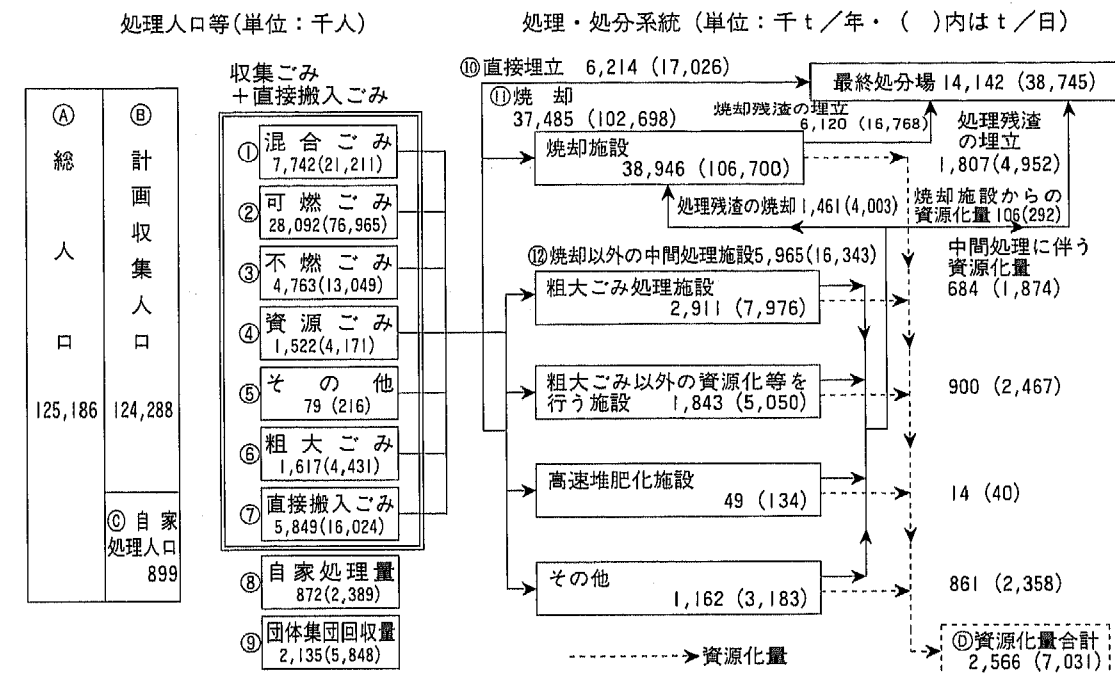 処理人口等(単位：千人)
処理・処分系統 (単位：千ｔ／年・(　)内はｔ／日)
Ⓐ
総
人
口
125,186
Ⓑ
計
画
収
集
人
口
124,288
Ⓒ 自 家
処理人口
899
収集ごみ
＋直接搬入ごみ
① 混 合 ご み
7,742(21,211)
② 可 燃 ご み
28,092(76,965)
③ 不 燃 ご み
4,763(13,049)
④ 資 源 ご み
1,522(4,171)
⑤ そ の 他
79 (216)
⑥ 粗 大 ご み
1,617(4,431)
⑦ 直接搬入ごみ
5,849(16,024)
⑧ 自家処理量
872(2,389)
⑨ 団体集団回収量
2,135(5,848)
⑩直接埋立 6,214 (17,026)
最終処分場 14,142 (38,745)
⑪焼 却
37,485 (102,698)
焼却残渣の埋立
6,120 (16,768)
焼却施設
38,946 (106,700)
処理残渣
の埋立
1,807(4,952)
処理残渣の焼却 1,461(4,003)
焼却施設からの
資源化量 106(292)
⑫焼却以外の中間処理施設5,965(16,343)
中間処理に伴う
資源化量
684 (1,874)
粗大ごみ処理施設
2,911 (7,976)
粗大ごみ以外の資源化等を
行う施設 1,843 (5,050)
900 (2,467)
高速堆肥化施設
49 (134)
14 (40)
その他
1,162 (3,183)
861 (2,358)
資源化量
Ⓓ資源化量合計
2,566 (7,031)